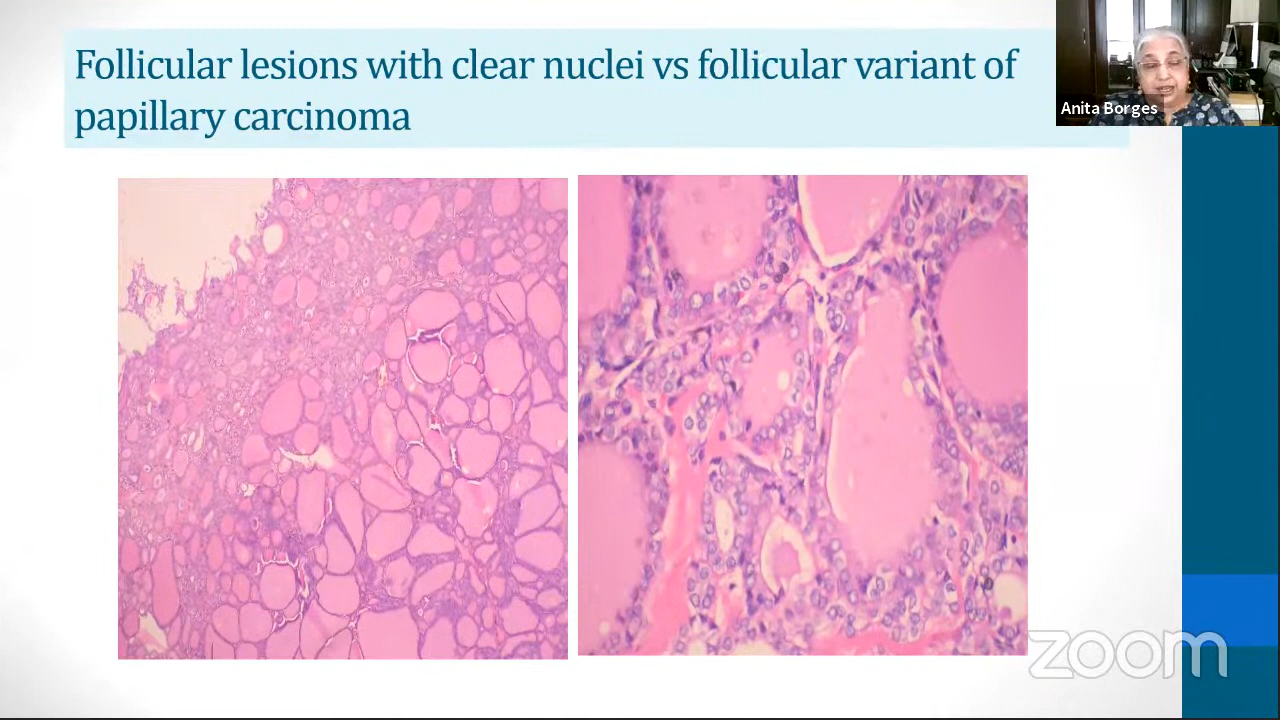 Follicular lesions with clear nuclei vs follicular variant of
papillary carcinoma
Anita Borges
zoom